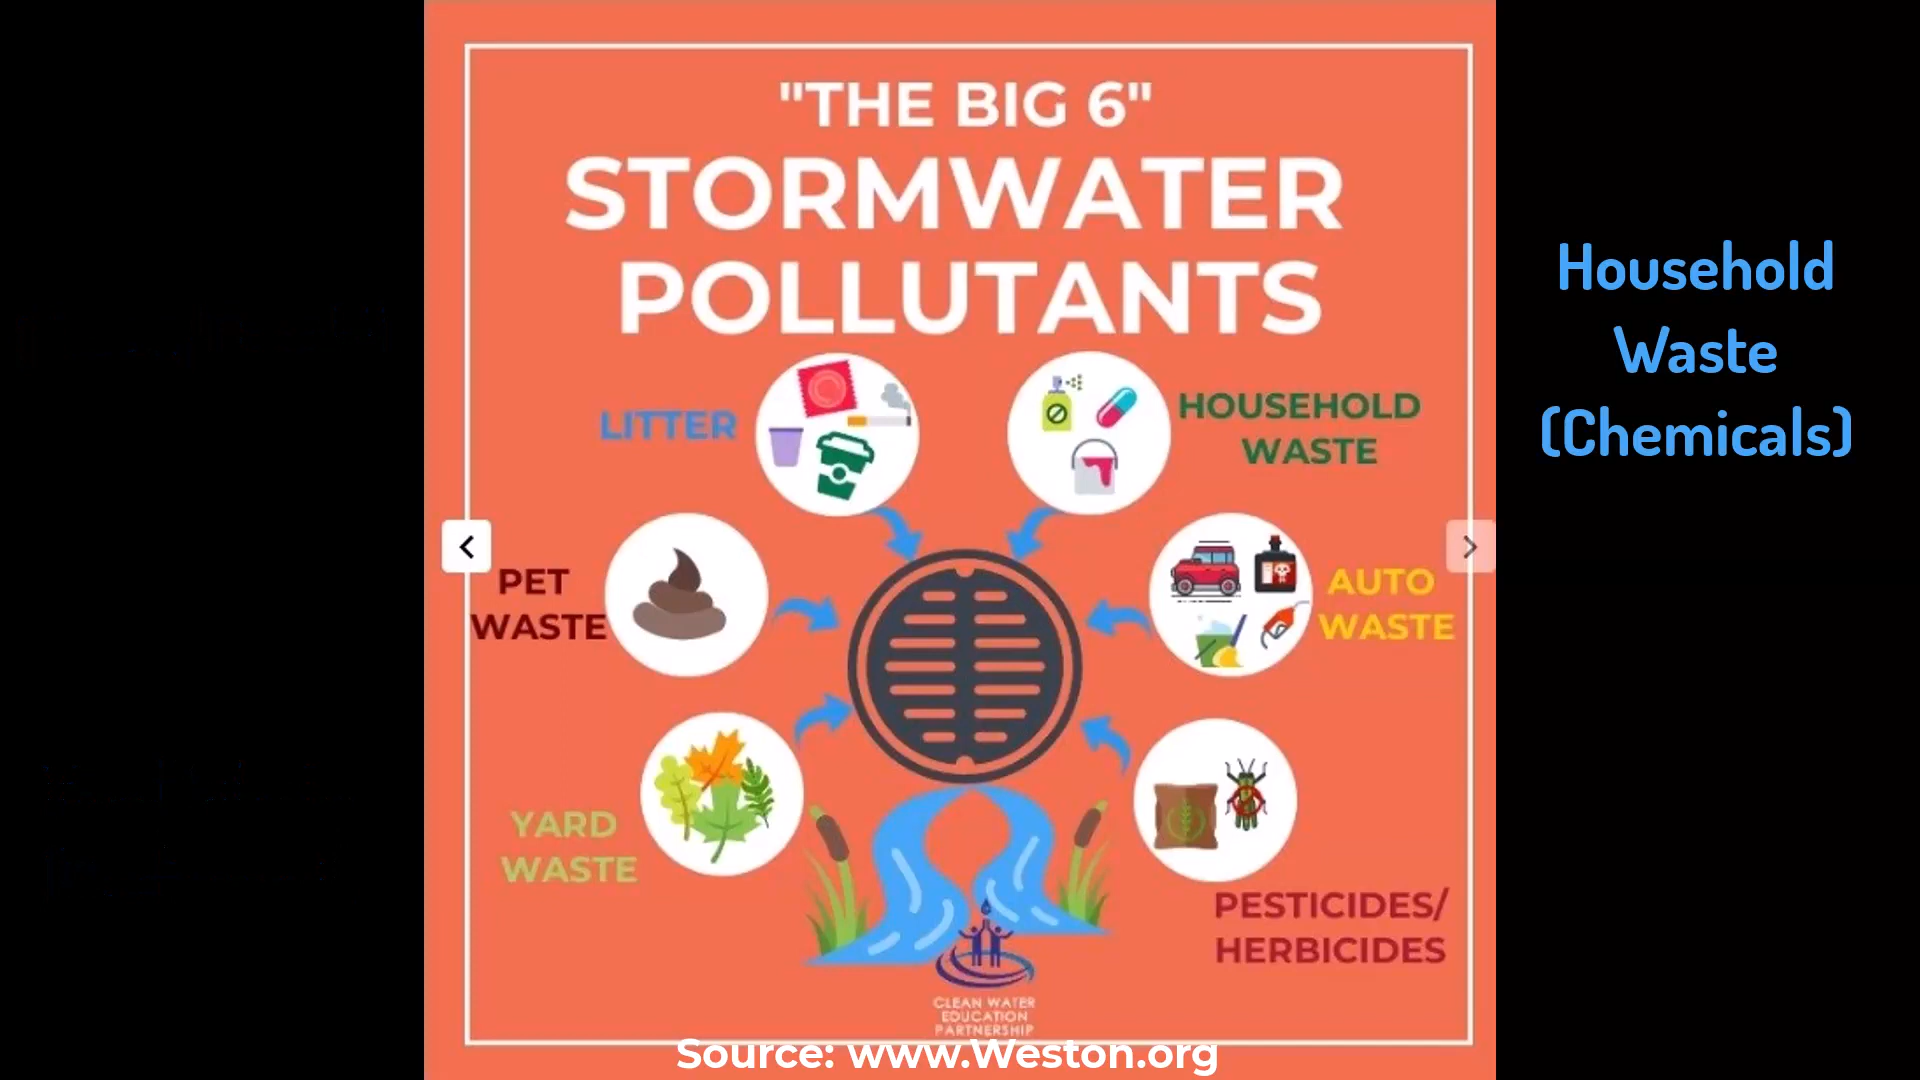 "THE BIG 6"
STORMWATER
POLLUTANTS
LITTER
HOUSEHOLD
WASTE
PET
WASTE
AUTO
WASTE
YARD
WASTE
PESTICIDES/
HERBICIDES
CLEAN WATER
EDUCATION
PARTNERSHIP
Source: www.Weston.org
Household
Waste
(Chemicals)